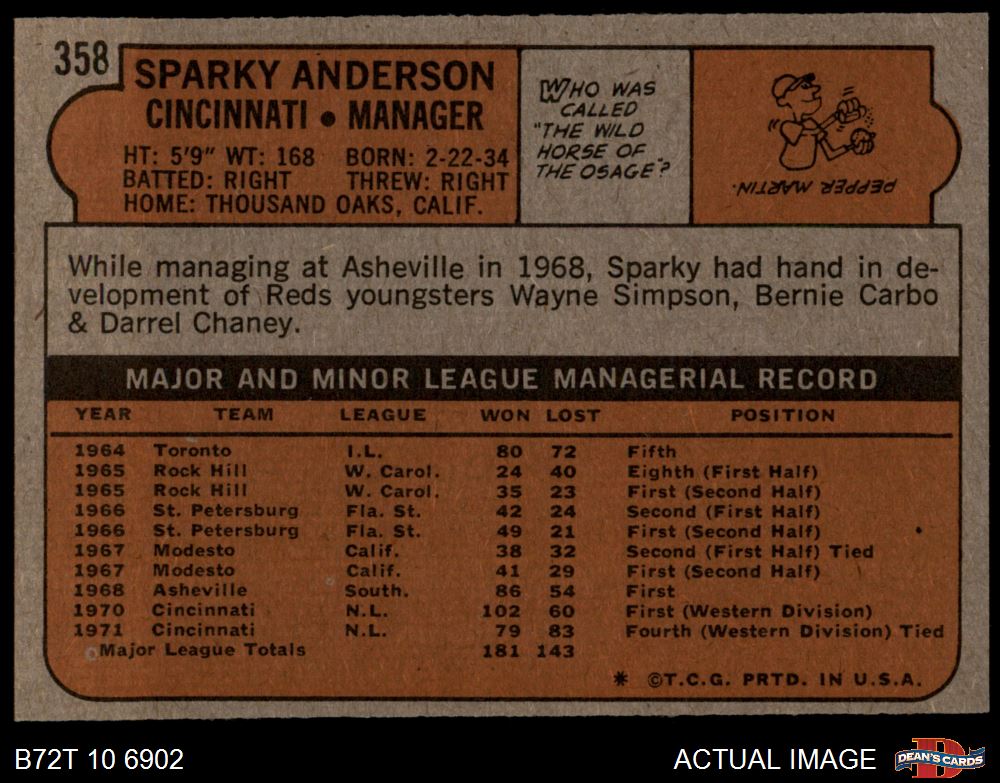 358
SPARKY ANDERSON
CINCINNATI • MANAGER
HT: 5'9" WT: 168 BORN: 2-22-34
BATTED: RIGHT THREW: RIGHT
HOME: THOUSAND OAKS, CALIF.
WHO WAS
CALLED
"THE WILD
HORSE OF
THE OSAGE?
PEPPER MARTIN.
While managing at Asheville in 1968, Sparky had hand in de-
velopment of Reds youngsters Wayne Simpson, Bernie Carbo
& Darrel Chaney.
MAJOR AND MINOR LEAGUE MANAGERIAL RECORD
YEAR TEAM LEAGUE WON LOST POSITION
1964 Toronto I.L. 80 72 Fifth
1965 Rock Hill W. Carol. 24 40 Eighth (First Half)
1965 Rock Hill W. Carol. 35 23 First (Second Half)
1966 St. Petersburg Fla. St. 42 24 Second (First Half)
1966 St. Petersburg Fla. St. 49 21 First (Second Half)
1967 Modesto Calif. 38 32 Second (First Half) Tied
1967 Modesto Calif. 41 29 First (Second Half)
1968 Asheville South. 86 54 First
1970 Cincinnati N.L. 102 60 First (Western Division)
1971 Cincinnati N.L. 79 83 Fourth (Western Division) Tied
Major League Totals 181 143
* ©T.C.G. PRTD. IN U.S.A.
B72T 10 6902
ACTUAL IMAGE
D
DEAN'S CARDS